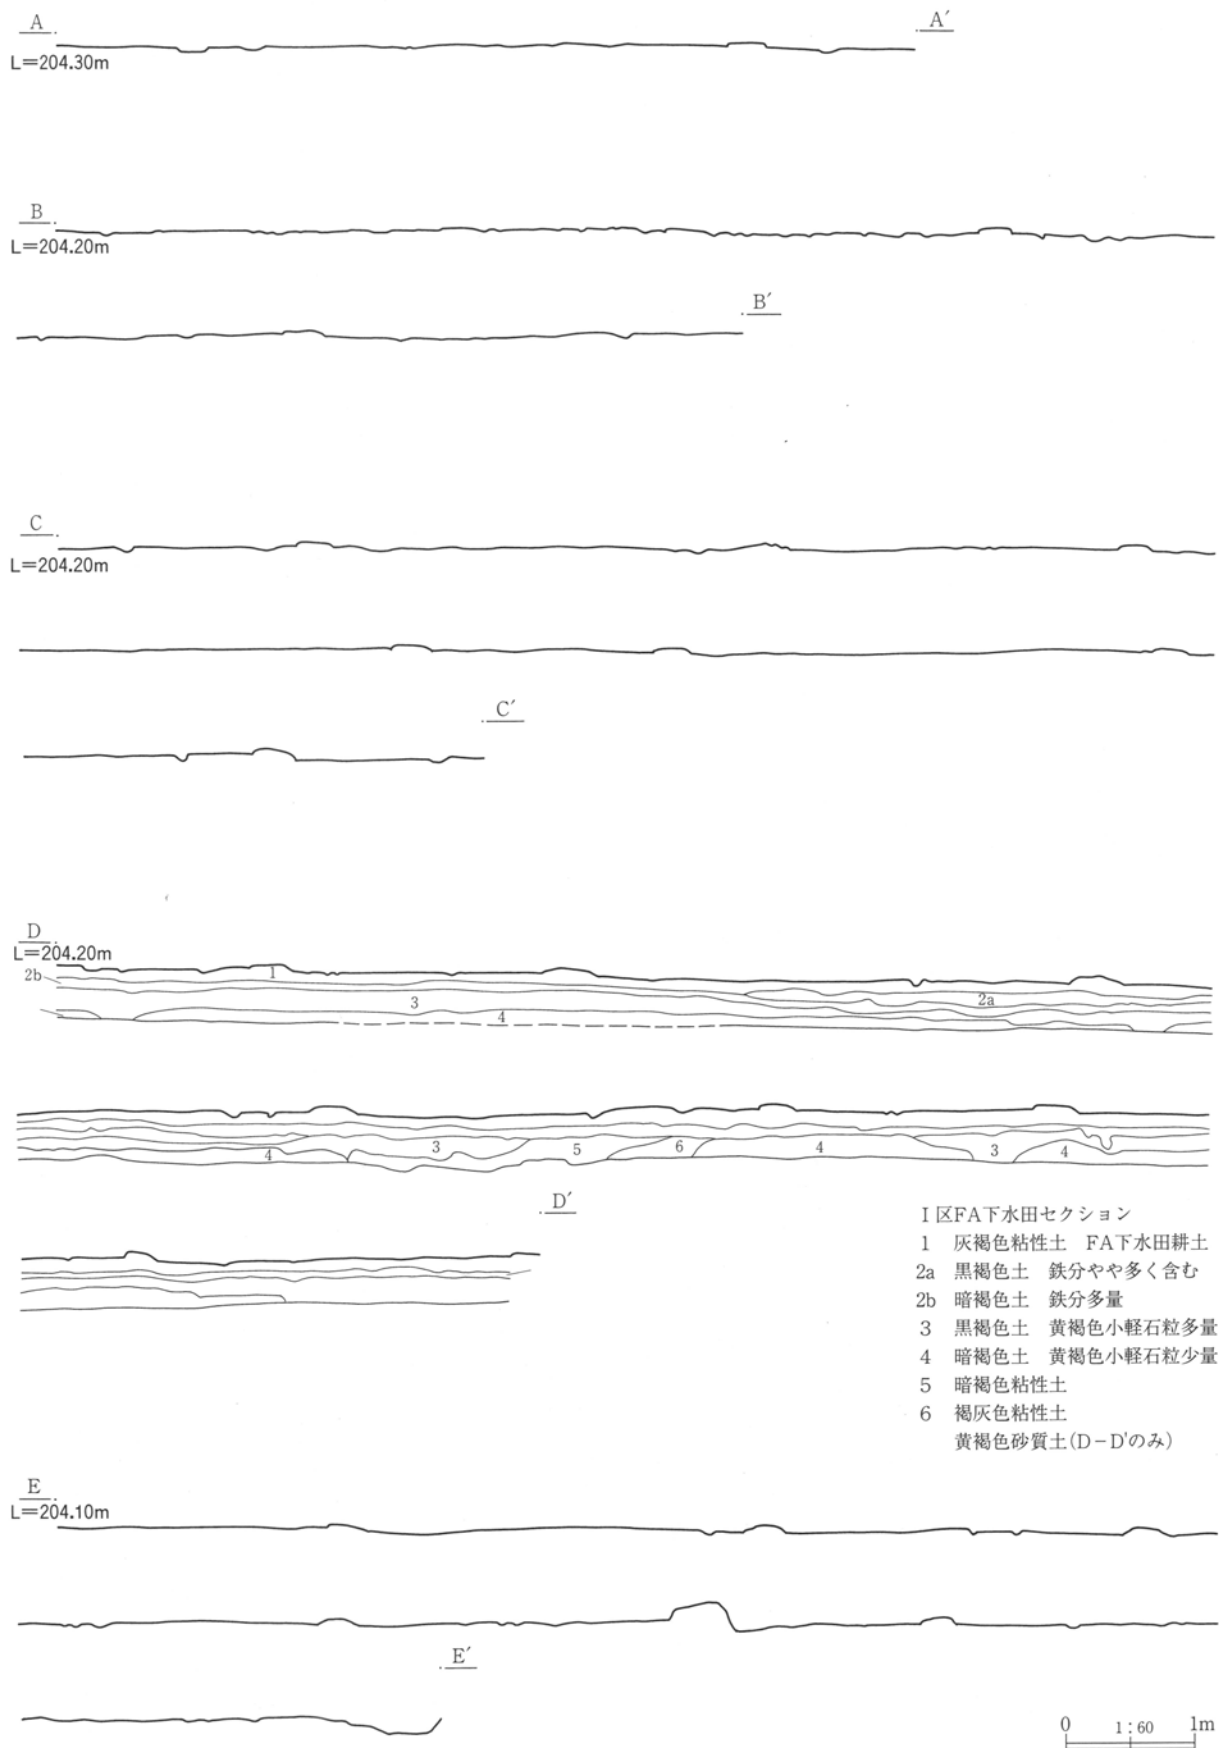 A
A′
L=204.30m
B
L=204.20m
B′
C
L=204.20m
C′
D
L=204.20m
2b
1
3
2a
4
3
5
6
4
3
4
4
D′
I区FA下水田セクション
1 灰褐色粘性土 FA下水田耕土
2a 黒褐色土 鉄分やや多く含む
2b 暗褐色土 鉄分多量
3 黒褐色土 黄褐色小軽石粒多量
4 暗褐色土 黄褐色小軽石粒少量
5 暗褐色粘性土
6 褐灰色粘性土
黄褐色砂質土(D-D'のみ)
E
L=204.10m
E′
0 1:60 1m